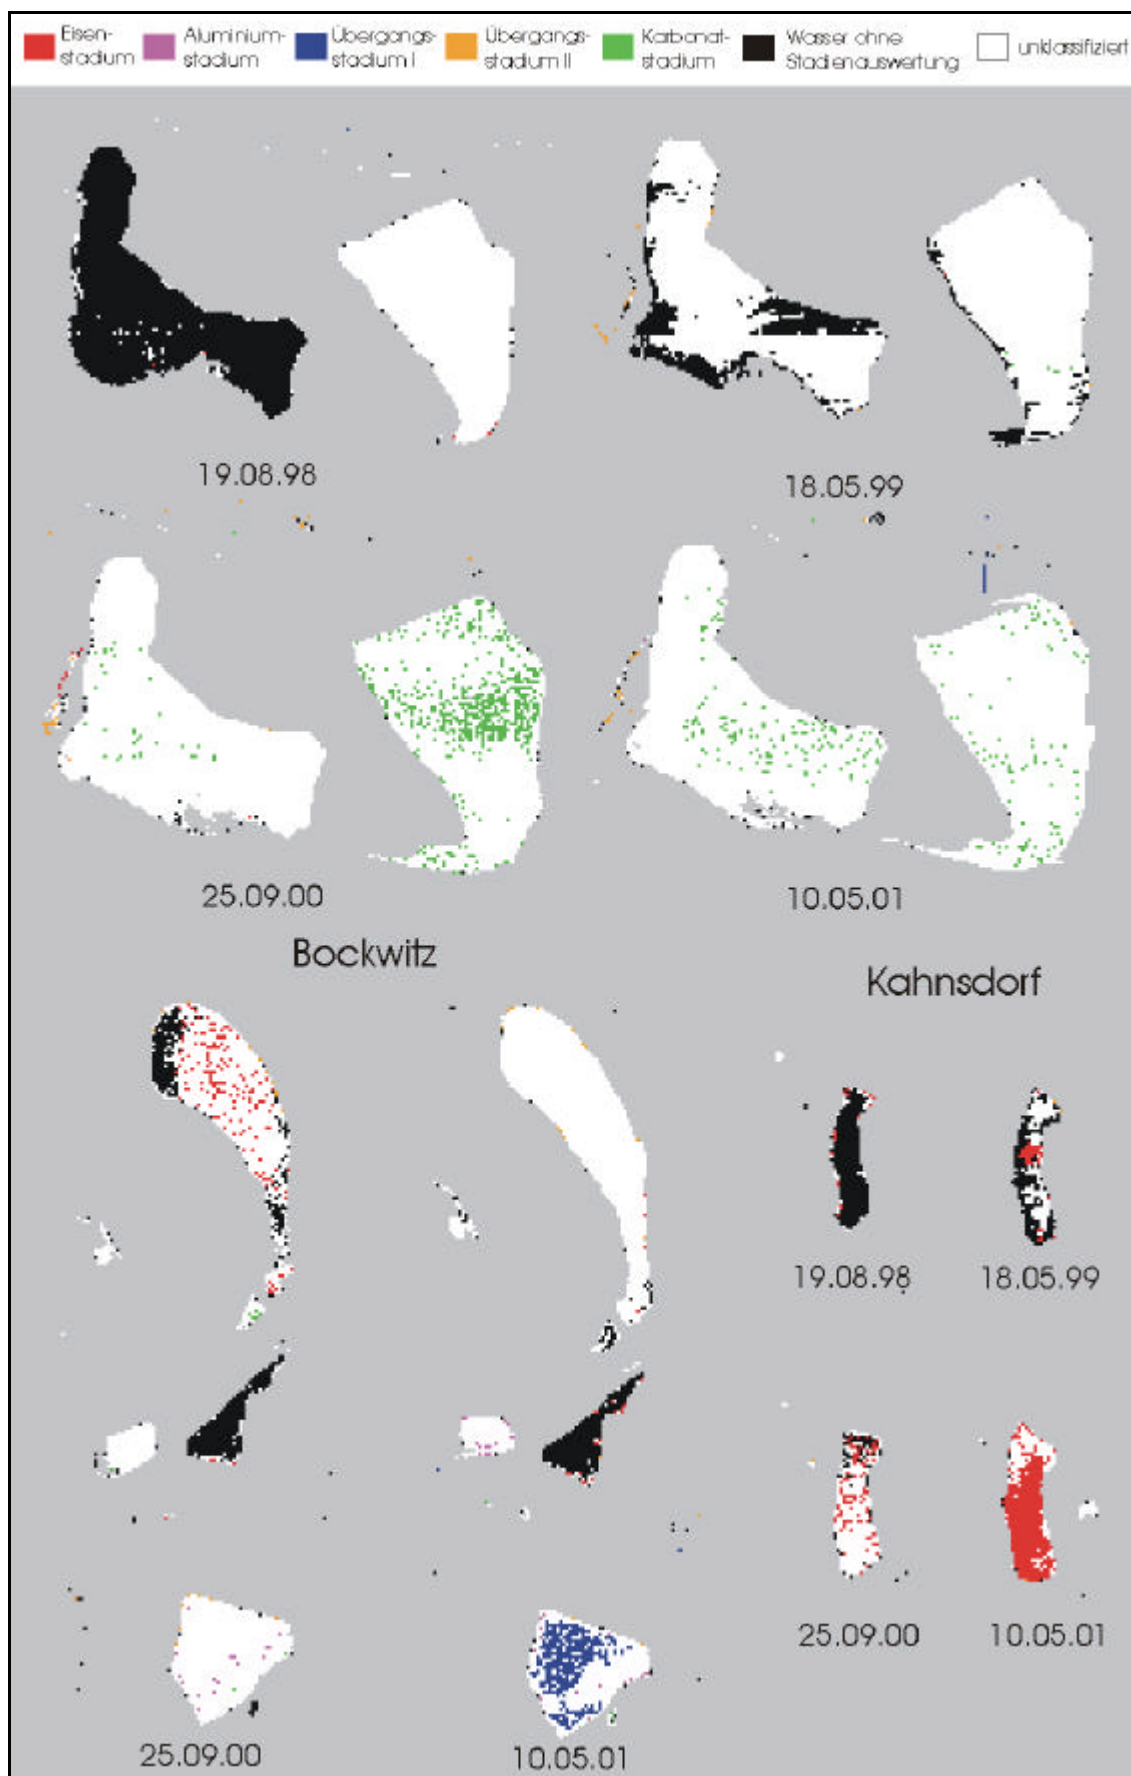 Eisen-
stadium
Aluminium-
stadium
Übergangs-
stadium I
Übergangs-
stadium II
Karbonat-
stadium
Wasser ohne
Stadienauswertung
unklassifiziert
19.08.98
18.05.99
25.09.00
10.05.01
Bockwitz
Kahnsdorf
19.08.98
18.05.99
25.09.00
10.05.01
25.09.00
10.05.01